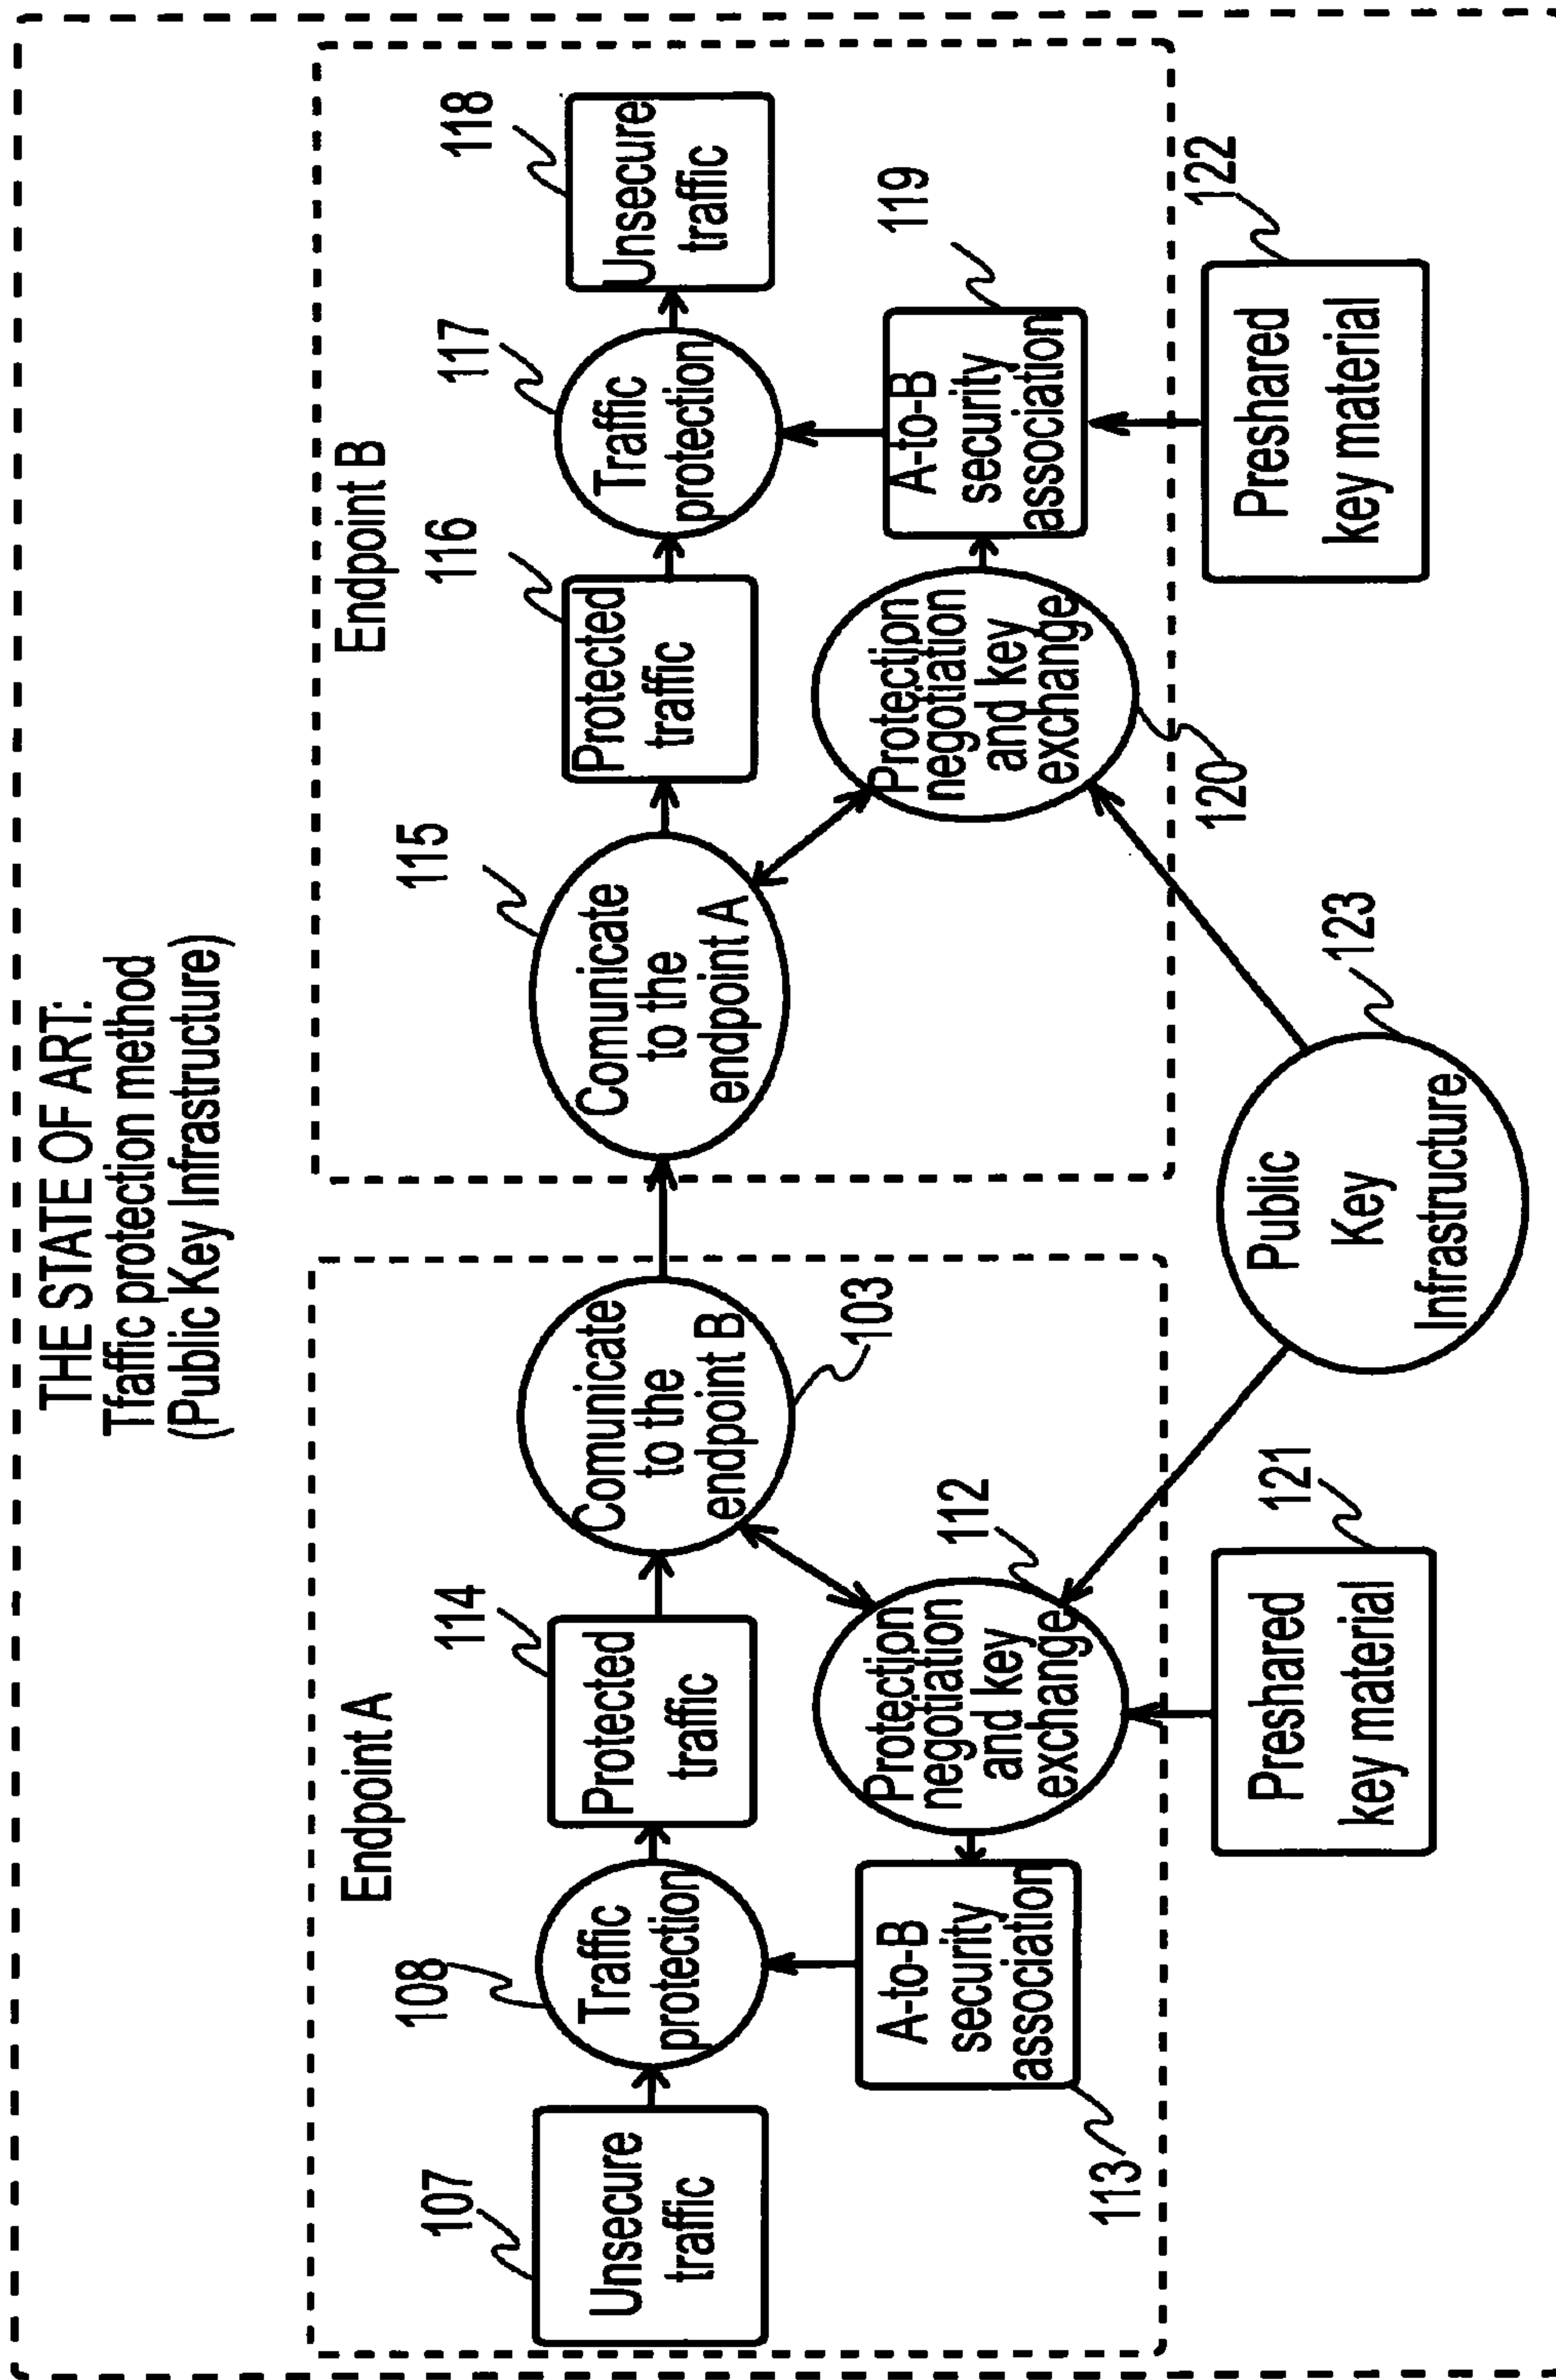 THE STATE OF ART:
Tfaffic protection method
(Public Key Infrastructure)
Endpoint A
107
Unsecure
traffic
108
Traffic
protection
114
Protected
traffic
Comunicate
to the
endpoint B
103
113
A-to-B
security
association
112
Protection
negotiation
and key
exchange
121
Preshared
key material
Endpoint B
115
Comunicate
to the
endpoint A
116
Protected
traffic
117
Traffic
protection
118
Unsecure
traffic
120
Protection
negotiation
and key
exchange
119
A-to-B
security
association
122
Preshared
key material
123
Public
Key
Infrastructure